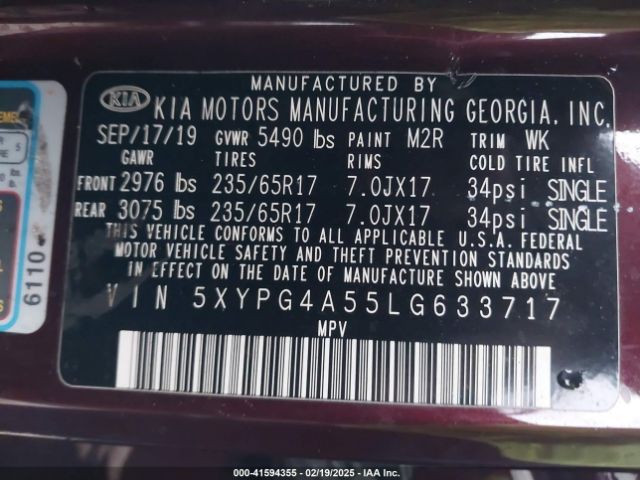 MANUFACTURED BY
KIA KIA MOTORS MANUFACTURING GEORGIA, INC.
SEP/17/19 GVWR 5490 lbs PAINT M2R TRIM WK
GAWR TIRES RIMS COLD TIRE INFL
FRONT 2976 lbs 235/65R17 7.0JX17 34psi SINGLE
REAR 3075 lbs 235/65R17 7.0JX17 34psi SINGLE
THIS VEHICLE CONFORMS TO ALL APPLICABLE U.S.A. FEDERAL
MOTOR VEHICLE SAFETY AND THEFT PREVENTION STANDARDS
IN EFFECT ON THE DATE OF MANUFACTURE SHOWN ABOVE.
VIN 5XYPG4A55LG633717
MPV
6110
000-41594355 | 02/19/2025 | IAA Inc.